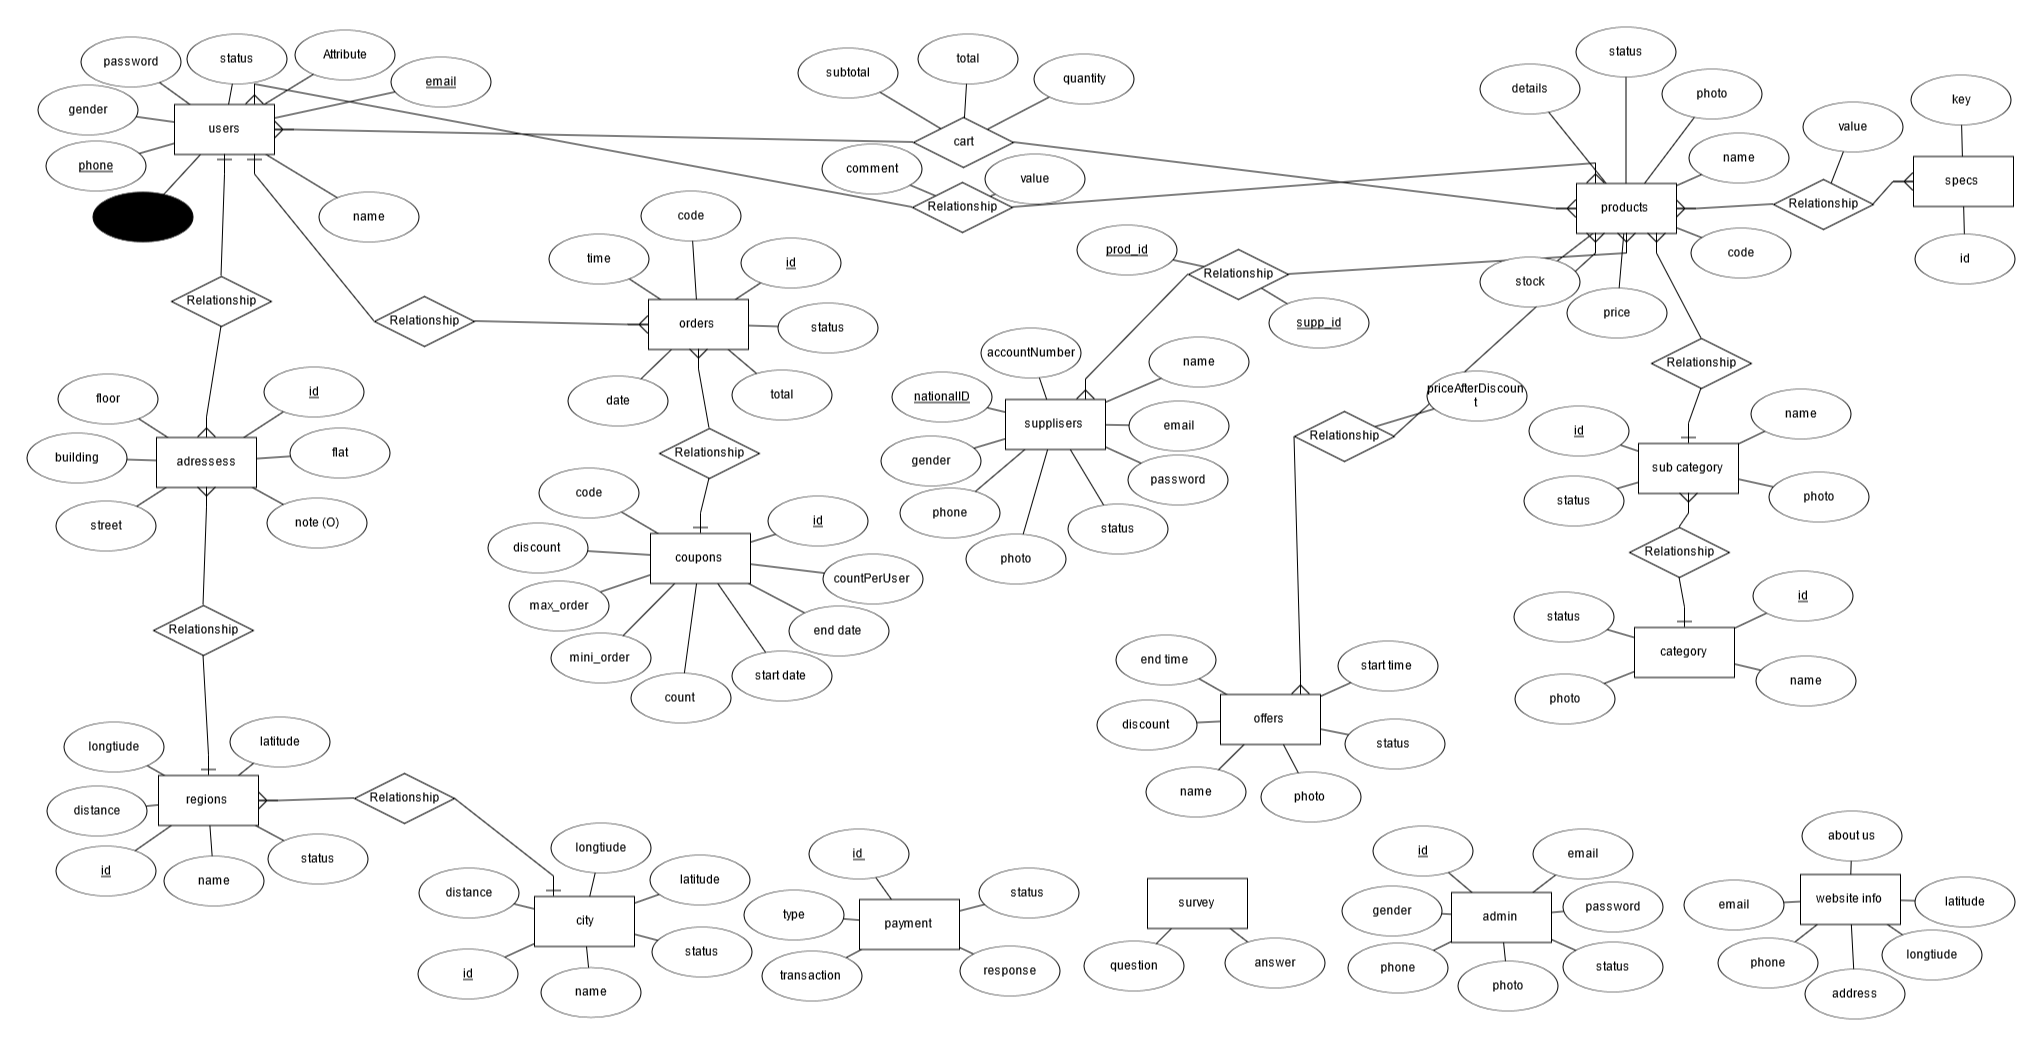 password
status
Attribute
email
gender
users
phone
name
subtotal
total
quantity
cart
comment
value
Relationship
details
status
photo
name
products
code
stock
price
value
Relationship
key
specs
id
Relationship
Relationship
code
time
id
orders
status
date
total
prod_id
Relationship
supp_id
Relationship
floor
id
building
adressess
flat
street
note (O)
Relationship
accountNumber
name
nationalID
supplisers
email
gender
password
phone
status
photo
priceAfterDiscoun
t
Relationship
id
name
sub category
status
photo
Relationship
code
id
discount
coupons
countPerUser
max_order
end date
mini_order
start date
count
Relationship
status
id
category
photo
name
end time
start time
discount
offers
status
name
photo
longtiude
latitude
distance
regions
id
name
status
Relationship
longtiude
distance
latitude
city
id
status
name
id
type
status
payment
transaction
response
survey
question
answer
id
email
gender
admin
password
phone
status
photo
about us
email
website info
latitude
phone
longtiude
address